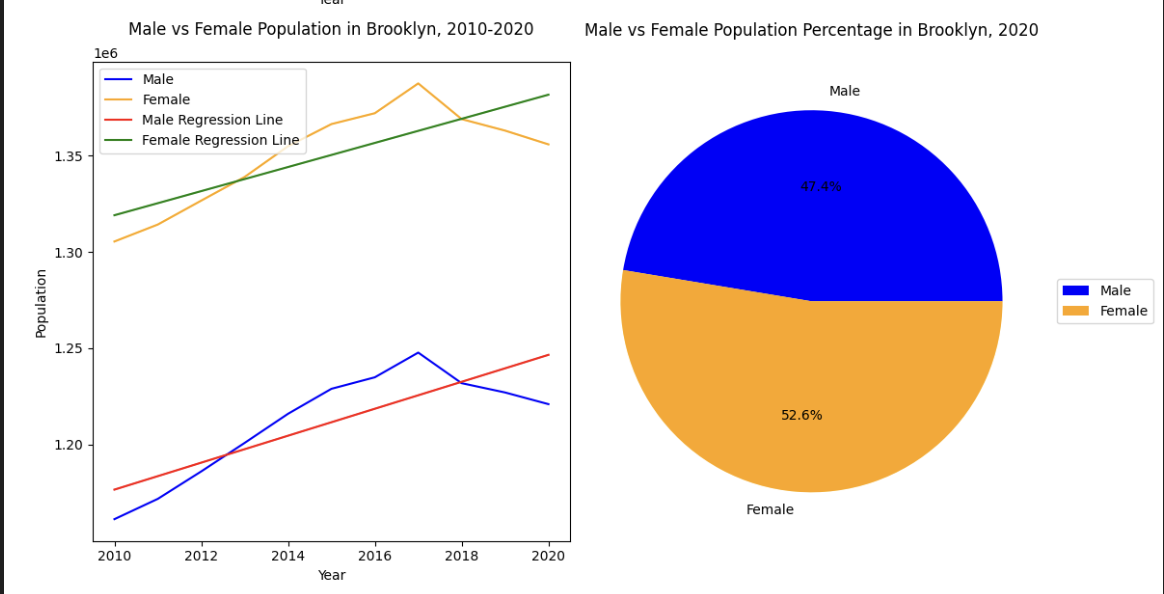 Year
Male vs Female Population in Brooklyn, 2010-2020
1e6
Male
Female
Male Regression Line
Female Regression Line
1.35
1.30
1.25
1.20
Population
2010 2012 2014 2016 2018 2020
Year
Male vs Female Population Percentage in Brooklyn, 2020
Male
47.4%
52.6%
Female
Male
Female